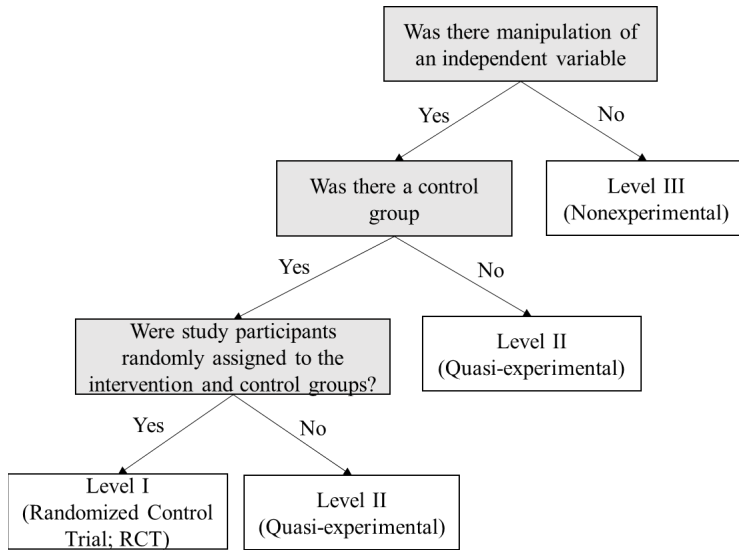 Was there manipulation of
an independent variable
Yes
No
Was there a control
group
Level III
(Nonexperimental)
Yes
No
Were study participants
randomly assigned to the
intervention and control groups?
Level II
(Quasi-experimental)
Yes
No
Level I
(Randomized Control
Trial; RCT)
Level II
(Quasi-experimental)